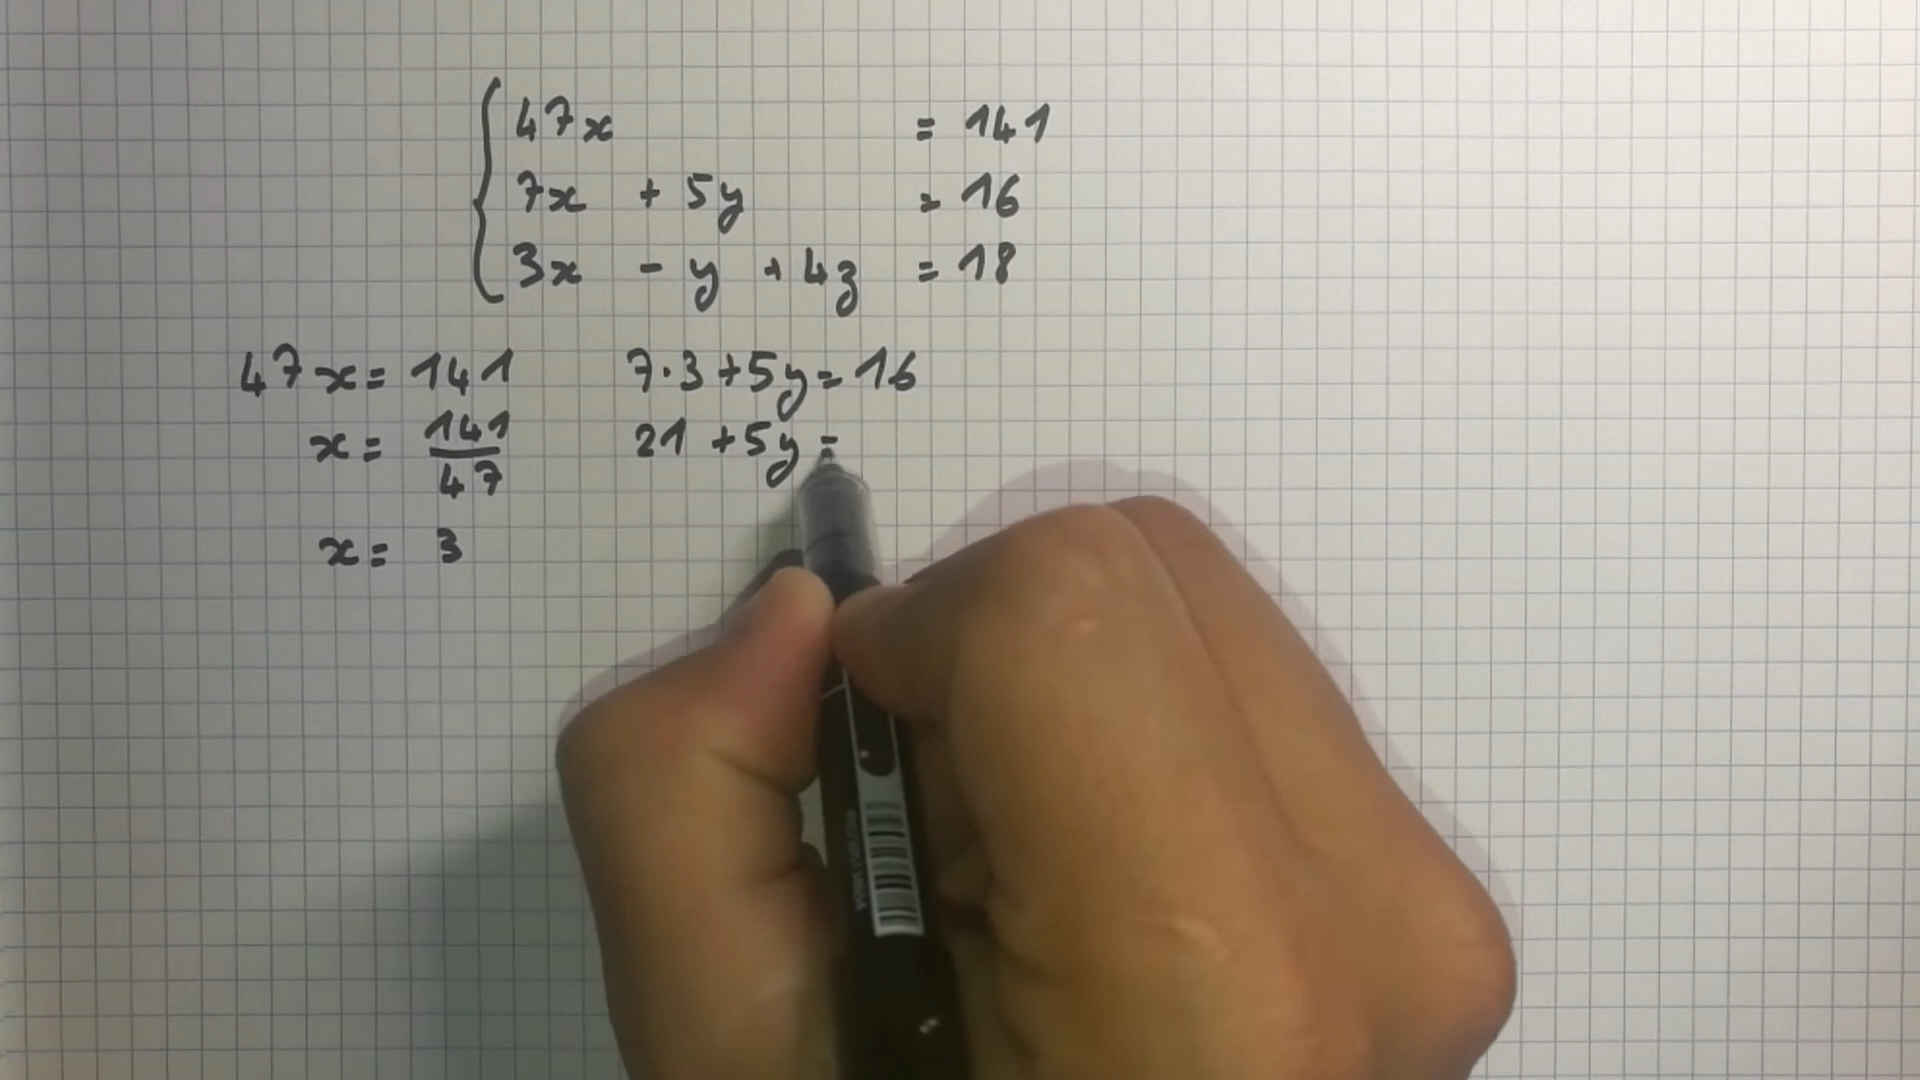 47x = 141
7x + 5y = 16
3x - y + 4z = 18
47x = 141
x = 141/47
x = 3
7·3+5y=16
21 +5y =